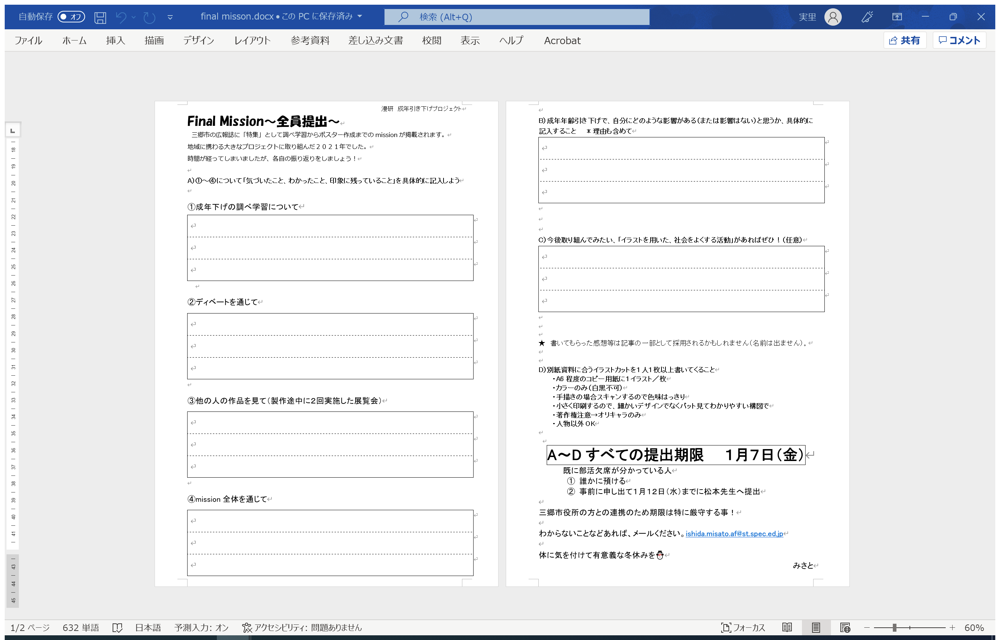 自動保存 オフ final misson.docx • この PC に保存済み 検索 (Alt+Q) 実里
ファイル ホーム 挿入 描画 デザイン レイアウト 参考資料 差し込み文書 校閲 表示 ヘルプ Acrobat 共有 コメント
漫研　成年引き下げプロジェクト
Final Mission～全員提出～
三郷市の広報誌に「特集」として調べ学習からポスター作成までの mission が掲載されます。
地域に携わる大きなプロジェクトに取り組んだ２０２１年でした。
時間が経ってしまいましたが、各自の振り返りをしましょう！
A)①～④について「気づいたこと、わかったこと、印象に残っていること」を具体的に記入しよう
①成年下げの調べ学習について
②ディベートを通じて
③他の人の作品を見て（製作途中に２回実施した展覧会）
④mission 全体を通じて
B）成年年齢引き下げで、自分にどのような影響がある（または影響はない）と思うか、具体的に
記入すること　＊理由も含めて
C）今後取り組んでみたい、「イラストを用いた、社会をよくする活動」があればぜひ！（任意）
★　書いてもらった感想等は記事の一部として採用されるかもしれません（名前は出ません）。
D）別紙資料に合うイラストカットを１人１枚以上書いてくること
・A6 程度のコピー用紙に１イラスト／枚
・カラーのみ（白黒不可）
・手描きの場合スキャンするので色味はっきり
・小さく印刷するので、細かいデザインでなくパット見てわかりやすい構図で
・著作権注意→オリキャラのみ
・人物以外ＯＫ
A～D すべての提出期限　１月７日（金）
既に部活欠席が分かっている人
① 誰かに預ける
② 事前に申し出て１月１２日（水）までに松本先生へ提出
三郷市役所の方との連携のため期限は特に厳守する事！
わからないことなどあれば、メールください。ishida.misato.af@st.spec.ed.jp
体に気を付けて有意義な冬休みを⛄
みさと
18
19
20
21
22
23
24
25
26
27
28
29
30
31
32
33
34
35
36
37
38
39
40
41
43
44
45
1/2 ページ 632 単語 日本語 予測入力: オン アクセシビリティ: 問題ありません フォーカス 60%